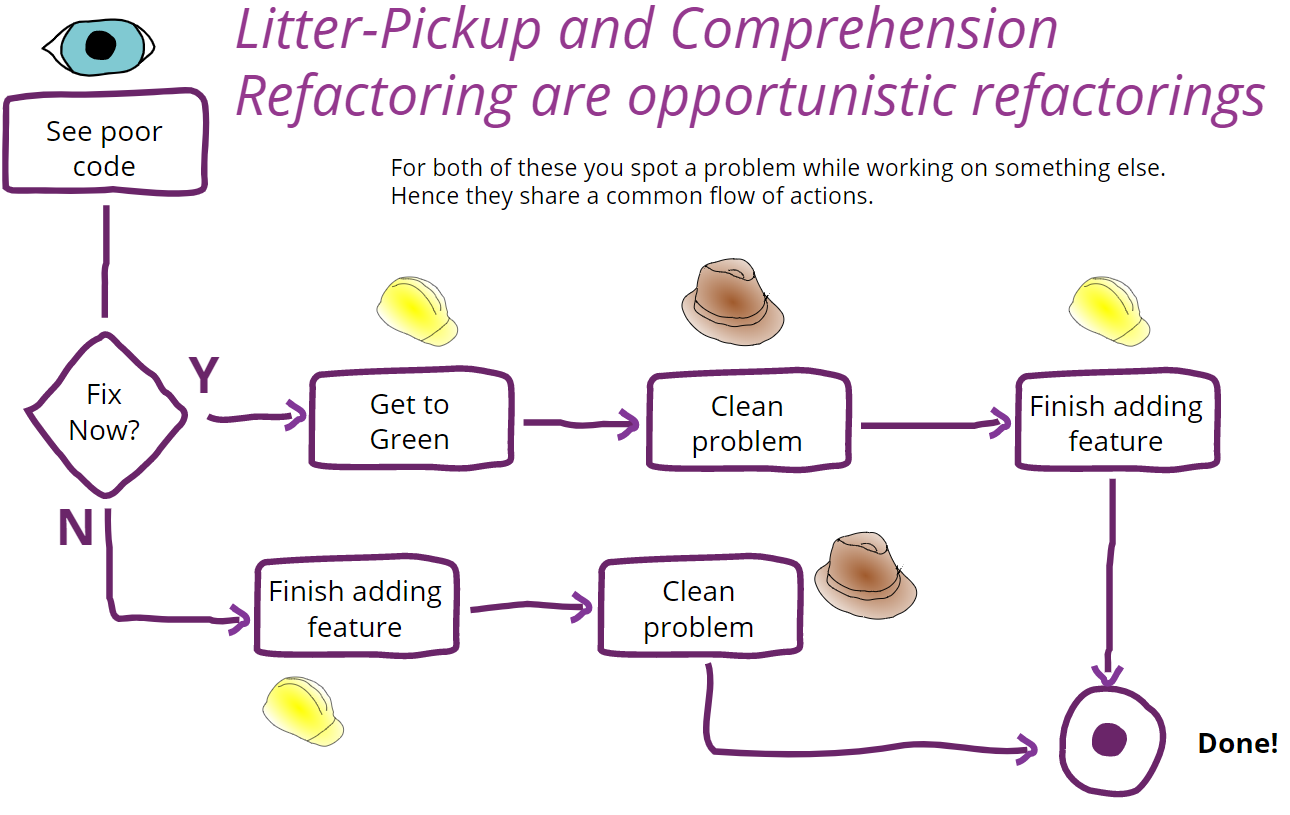 Litter-Pickup and Comprehension
Refactoring are opportunistic refactorings
See poor
code
For both of these you spot a problem while working on something else.
Hence they share a common flow of actions.
Fix
Now?
Y
Get to
Green
Clean
problem
Finish adding
feature
N
Finish adding
feature
Clean
problem
Done!